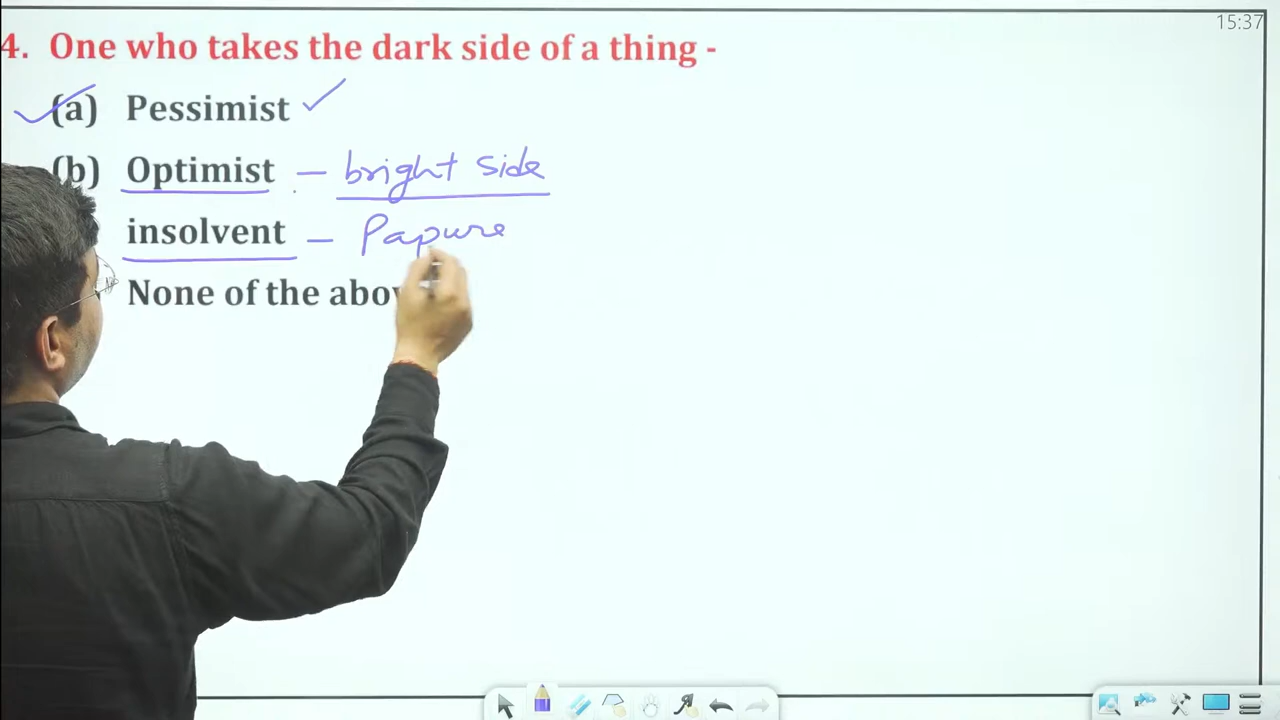 15:37
4. One who takes the dark side of a thing -
(a) Pessimist
(b) Optimist - bright side
insolvent - Papure
None of the abov